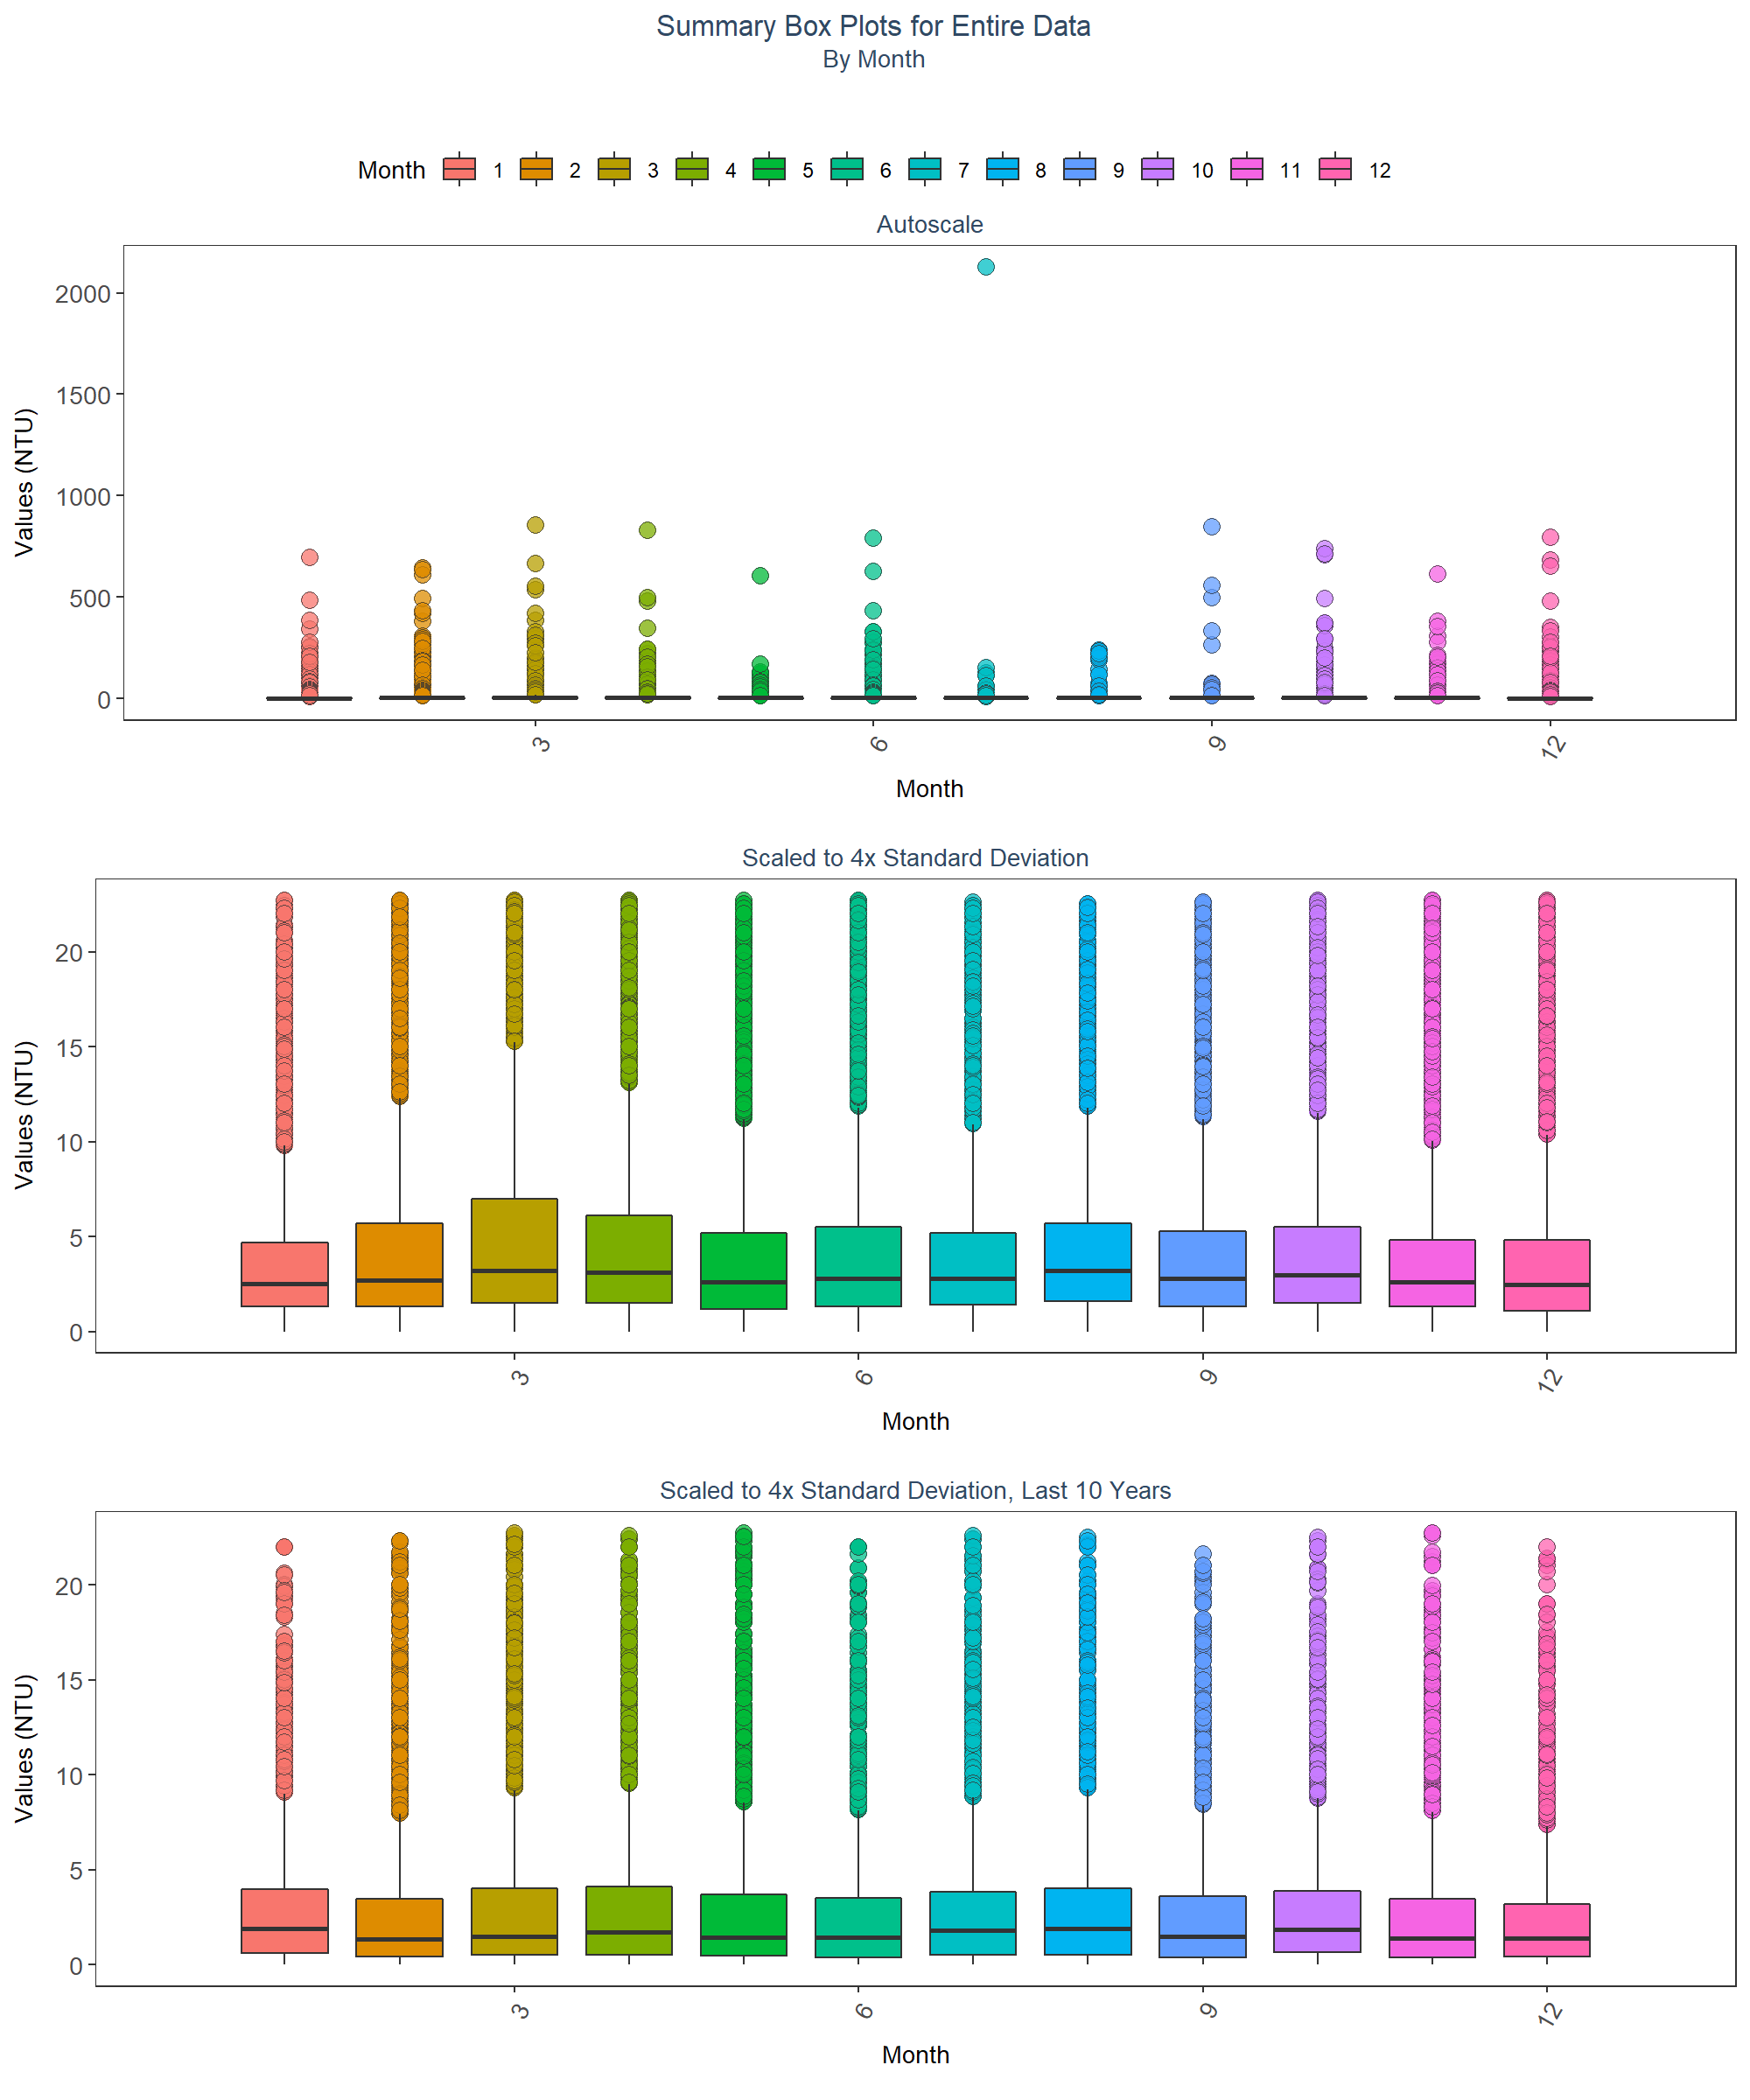 Summary Box Plots for Entire Data
By Month
Month 1 2 3 4 5 6 7 8 9 10 11 12
Autoscale
Values (NTU)
2000
1500
1000
500
0
3 6 9 12
Month
Scaled to 4x Standard Deviation
Values (NTU)
20
15
10
5
0
3 6 9 12
Month
Scaled to 4x Standard Deviation, Last 10 Years
Values (NTU)
20
15
10
5
0
3 6 9 12
Month